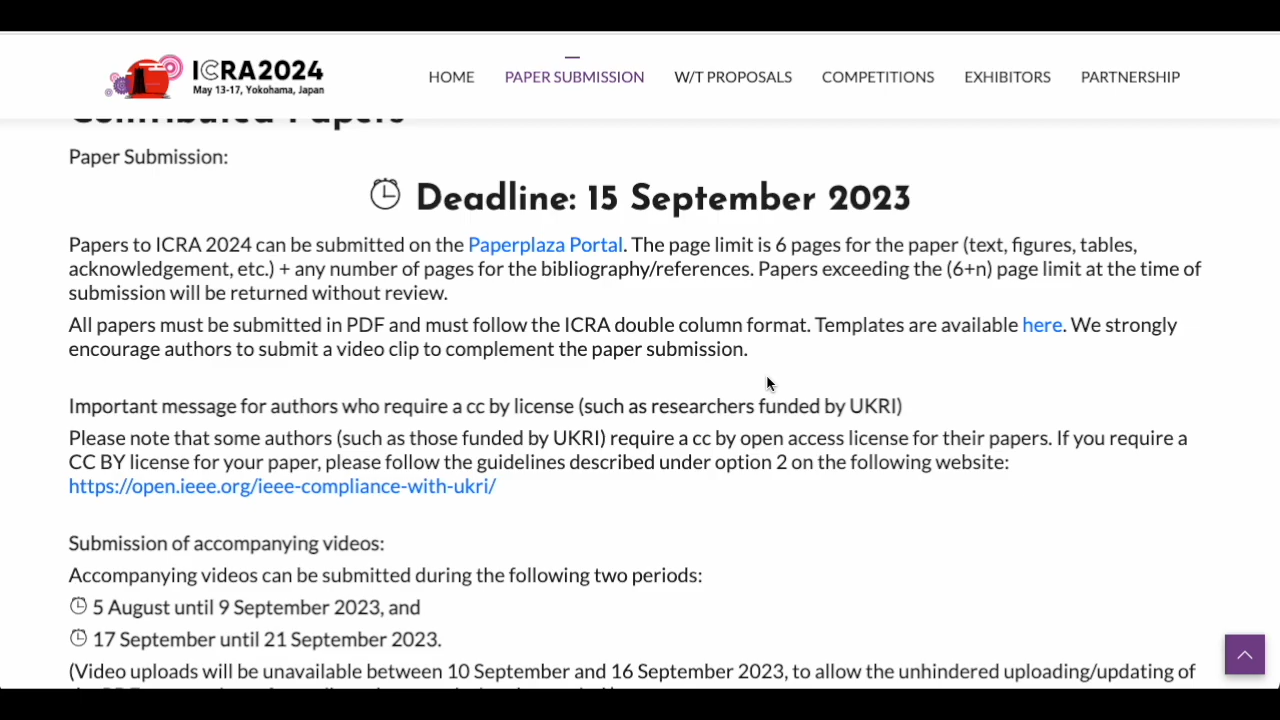 ICRA2024
May 13-17, Yokohama, Japan
HOME
PAPER SUBMISSION
W/T PROPOSALS
COMPETITIONS
EXHIBITORS
PARTNERSHIP
Contributed Papers
Paper Submission:
Deadline: 15 September 2023
Papers to ICRA 2024 can be submitted on the Paperplaza Portal. The page limit is 6 pages for the paper (text, figures, tables,
acknowledgement, etc.) + any number of pages for the bibliography/references. Papers exceeding the (6+n) page limit at the time of
submission will be returned without review.
All papers must be submitted in PDF and must follow the ICRA double column format. Templates are available here. We strongly
encourage authors to submit a video clip to complement the paper submission.
Important message for authors who require a cc by license (such as researchers funded by UKRI)
Please note that some authors (such as those funded by UKRI) require a cc by open access license for their papers. If you require a
CC BY license for your paper, please follow the guidelines described under option 2 on the following website:
https://open.ieee.org/ieee-compliance-with-ukri/
Submission of accompanying videos:
Accompanying videos can be submitted during the following two periods:
5 August until 9 September 2023, and
17 September until 21 September 2023.
(Video uploads will be unavailable between 10 September and 16 September 2023, to allow the unhindered uploading/updating of